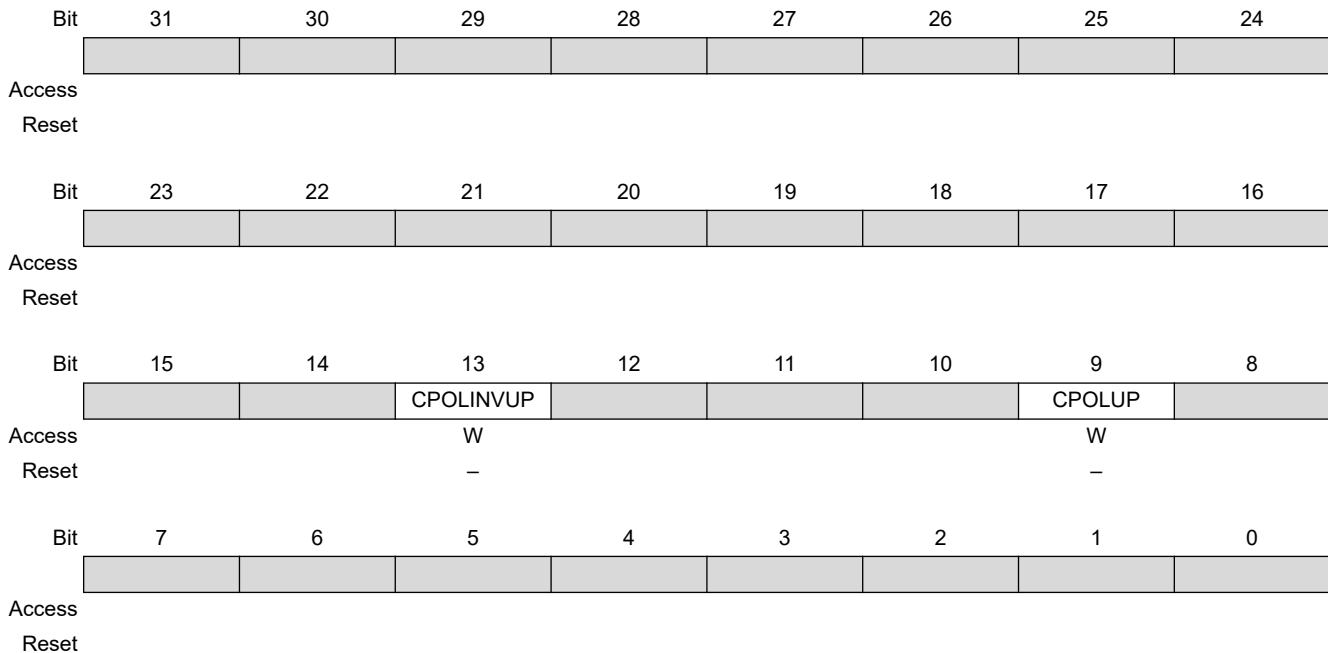 Bit 31 30 29 28 27 26 25 24
Access
Reset
Bit 23 22 21 20 19 18 17 16
Access
Reset
Bit 15 14 13 12 11 10 9 8
CPOLINVUP CPOLUP
Access W W
Reset – –
Bit 7 6 5 4 3 2 1 0
Access
Reset